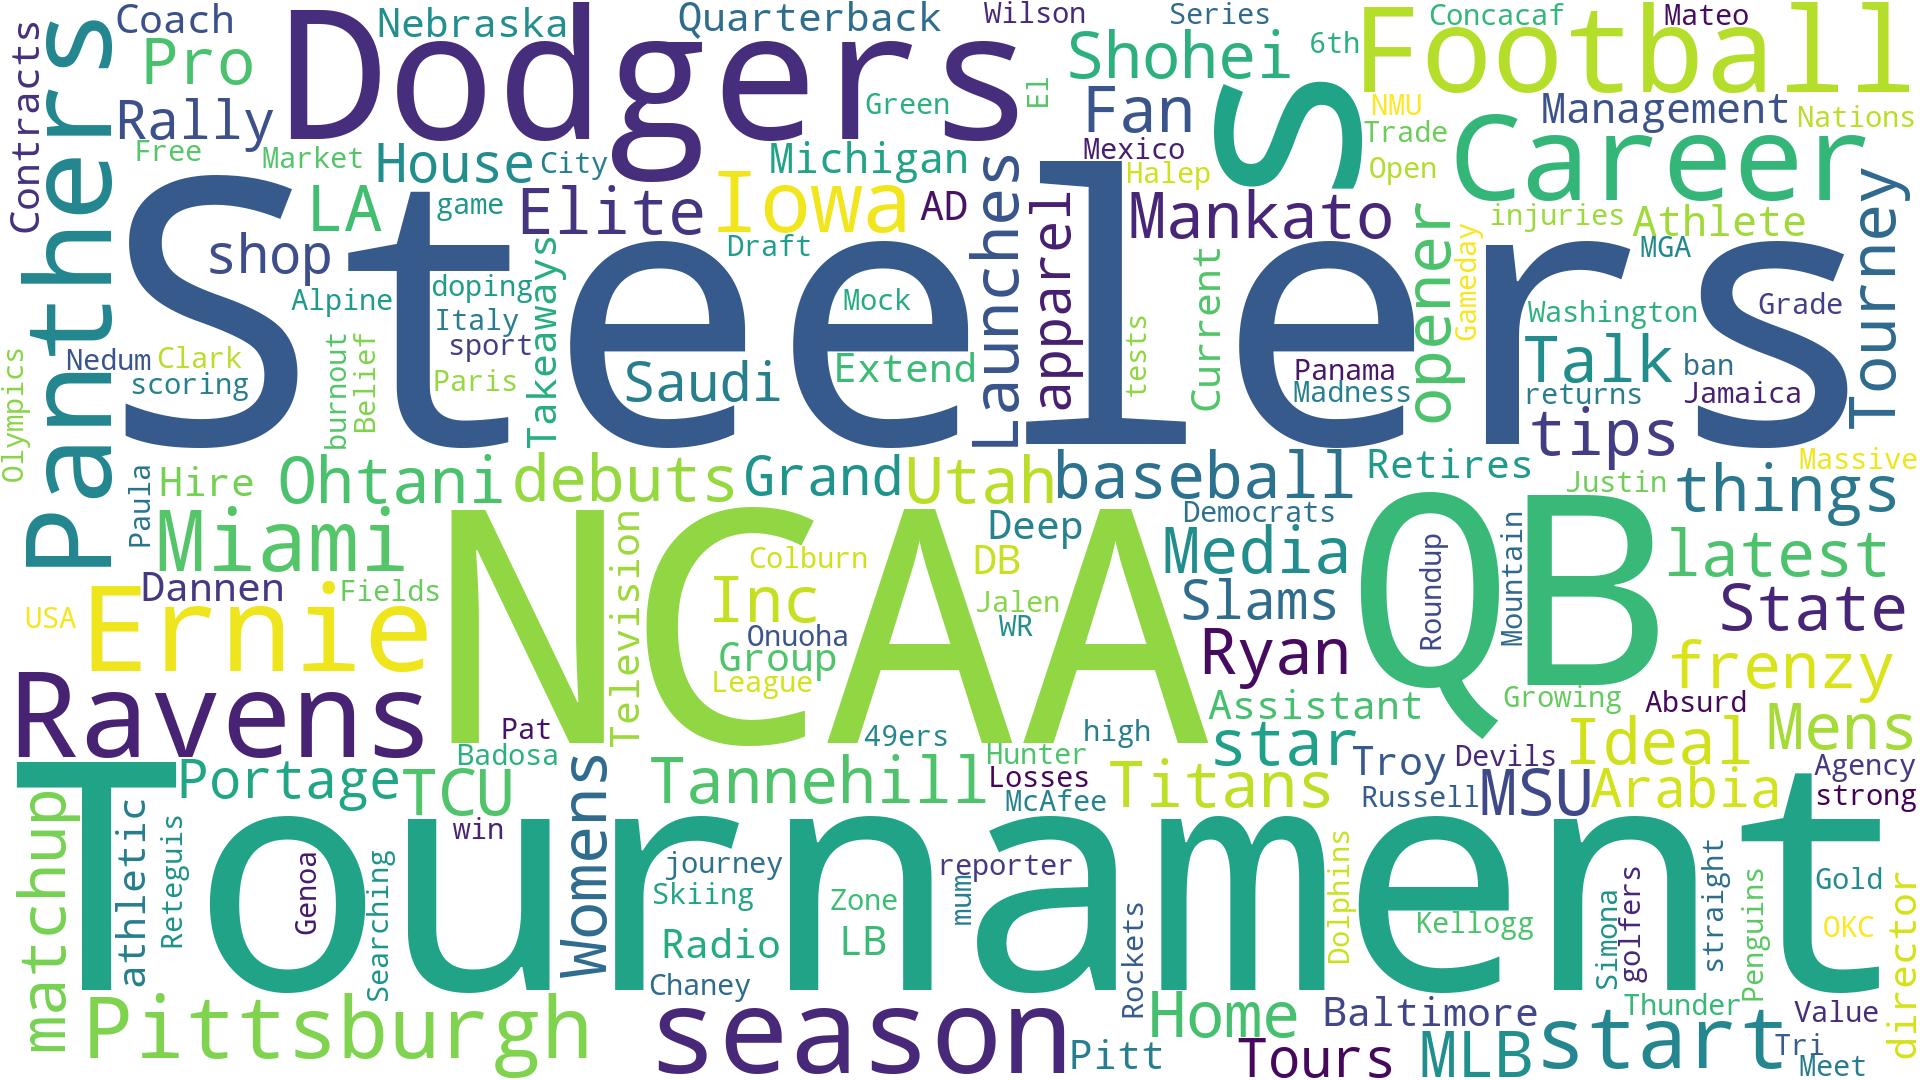 Contracts
Panthers
Coach
Nebraska
Quarterback
Wilson
Series
Concacaf
Mateo
Pro
Dodgers
Shohei
6th
Football
Rally
Green
El
Fan
S
NMU
Management
Nations
Free
Market
House
City
Michigan
Launches
Mexico
Trade
Open
Career
LA
game
Elite
Iowa
AD
Halep
Mankato
Tourney
shop
Draft
apparel
opener
injuries
Athlete
Steelers
Alpine
doping
Takeaways
Mock
Current
Gameday
MGA
Italy
sport
Washington
Grade
Nedum
Clark
scoring
burnout
Belief
Paris
Saudi
Extend
tests
Panama
Madness
Talk
ban
returns
Jamaica
Olympics
tips
Paula
Hire
Ohtani
debuts
Grand
Utah
baseball
Retires
Massive
Justin
things
Miami
NCAA
Deep
Democrats
QB
Mountain
Television
Colburn
DB
Media
Roundup
latest
Dannen
Fields
Inc
Jalen
Slams
State
USA
Ernie
Onuoha
WR
Group
Ryan
frenzy
League
Ravens
Growing
Absurd
Assistant
Pat
49ers
high
star
Ideal
Mens
Badosa
Hunter
Troy
Devils
Portage
TCU
Womens
Tannehill
Losses
McAfee
Titans
Russell
MSU
Arabia
Agency
strong
Tournament
matchup
athletic
win
Reteguis
Genoa
Searching
journey
reporter
Skiing
Zone
mum
Dolphins
golfers
straight
Gold
Kellogg
Simona
Penguins
OKC
director
Radio
LB
Rockets
Chaney
Pittsburgh
season
Home
Baltimore
Thunder
Value
Pitt
Tours
MLB
start
Tri
Meet